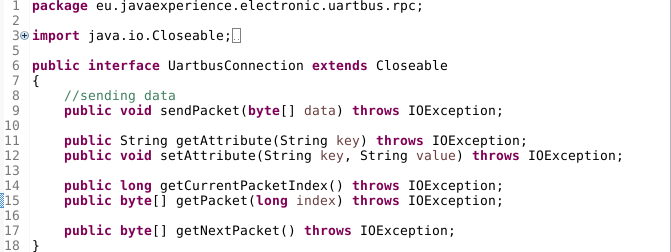 1 package eu.javaexperience.electronic.uartbus.rpc;
2
3 import java.io.Closeable;
5
6 public interface UartbusConnection extends Closeable
7 {
8     //sending data
9     public void sendPacket(byte[] data) throws IOException;
10
11     public String getAttribute(String key) throws IOException;
12     public void setAttribute(String key, String value) throws IOException;
13
14     public long getCurrentPacketIndex() throws IOException;
15     public byte[] getPacket(long index) throws IOException;
16
17     public byte[] getNextPacket() throws IOException;
18 }